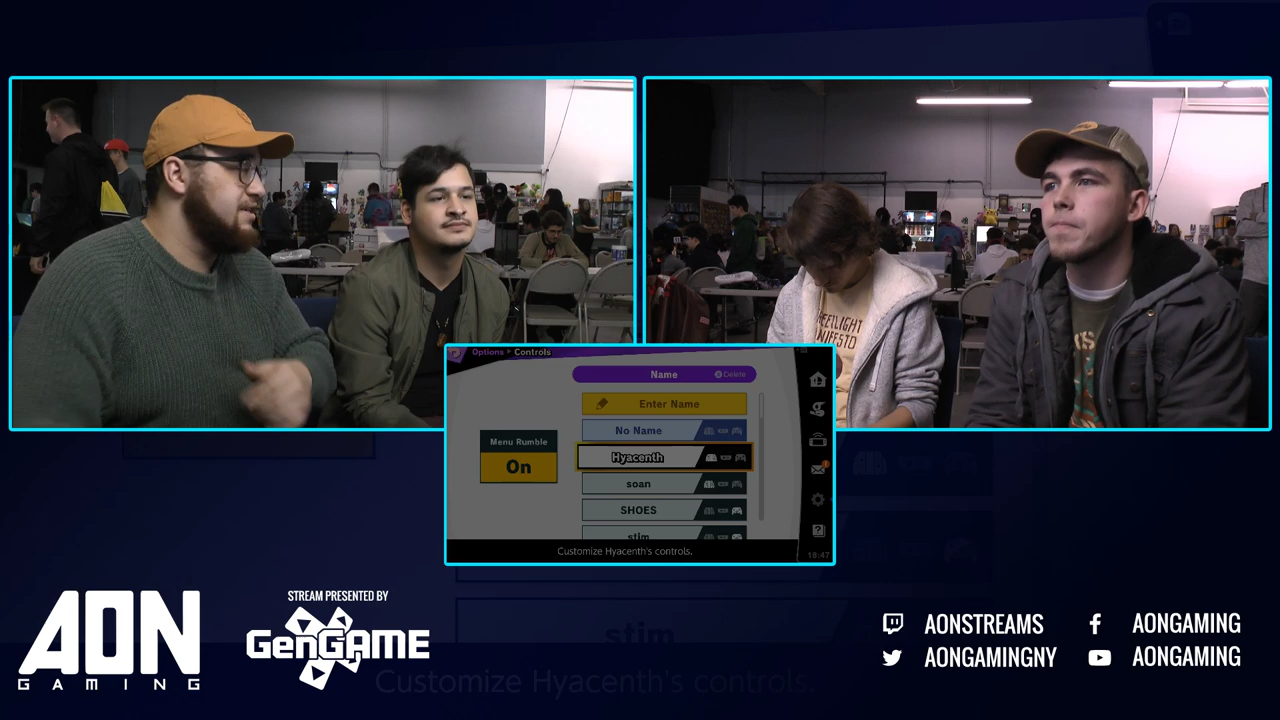 Options ▸ Controls
Name
Delete
Enter Name
No Name
Menu Rumble
On
Hyacenth
soan
SHOES
stim
Customize Hyacenth's controls.
18:47
STREAM PRESENTED BY
AON
GAMING
GenGAME
AONSTREAMS
AONGAMING
AONGAMINGNY
AONGAMING
stim
Customize Hyacenth's controls.